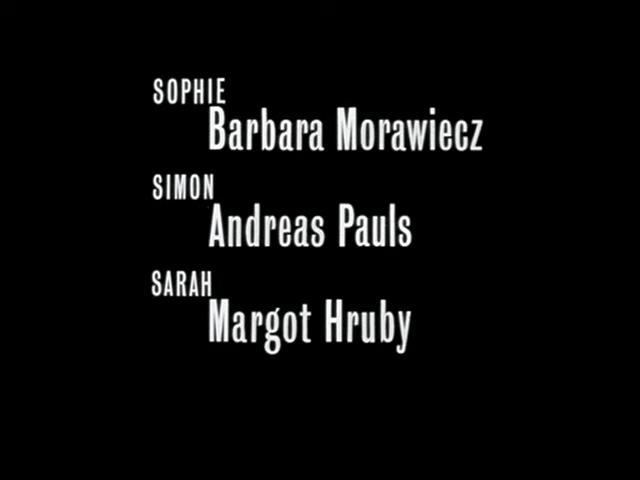 SOPHIE
Barbara Morawiecz
SIMON
Andreas Pauls
SARAH
Margot Hruby